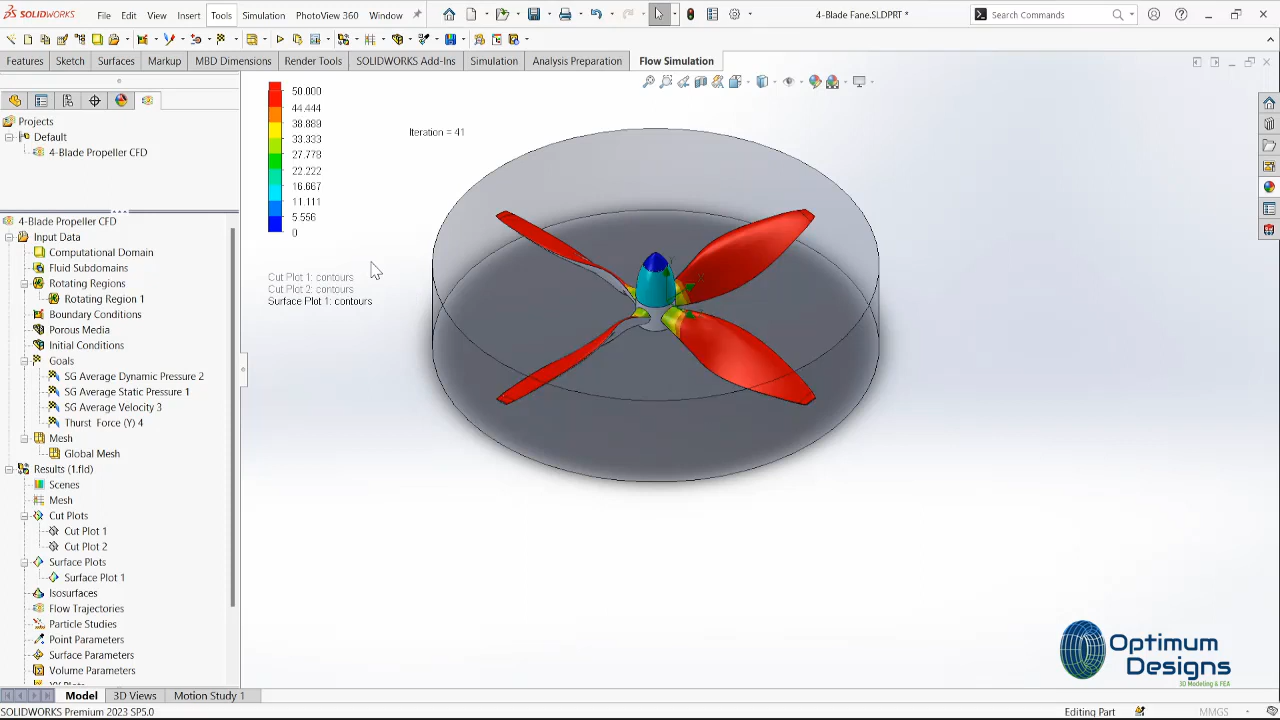 SOLIDWORKS File Edit View Insert Tools Simulation PhotoView 360 Window 4-Blade Fane.SLDPRT * Search Commands
Features Sketch Surfaces Markup MBD Dimensions Render Tools SOLIDWORKS Add-Ins Simulation Analysis Preparation Flow Simulation
Projects
Default
4-Blade Propeller CFD
4-Blade Propeller CFD
Input Data
Computational Domain
Fluid Subdomains
Rotating Regions
Rotating Region 1
Boundary Conditions
Porous Media
Initial Conditions
Goals
SG Average Dynamic Pressure 2
SG Average Static Pressure 1
SG Average Velocity 3
Thurst Force (Y) 4
Mesh
Global Mesh
Results (1.fld)
Scenes
Mesh
Cut Plots
Cut Plot 1
Cut Plot 2
Surface Plots
Surface Plot 1
Isosurfaces
Flow Trajectories
Particle Studies
Point Parameters
Surface Parameters
Volume Parameters
50.000
44.444
38.889
33.333
27.778
22.222
16.667
11.111
5.556
0
Iteration = 41
Cut Plot 1: contours
Cut Plot 2: contours
Surface Plot 1: contours
Optimum
Designs
3D Modeling & FEA
Model 3D Views Motion Study 1
SOLIDWORKS Premium 2023 SP5.0 Editing Part MMGS